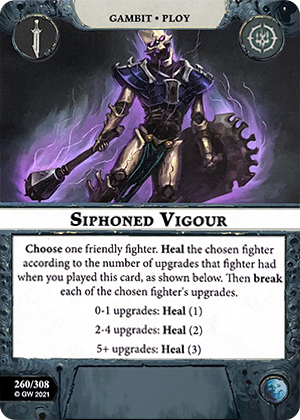 GAMBIT • PLOY
SIPHONED VIGOUR
Choose one friendly fighter. Heal the chosen fighter
according to the number of upgrades that fighter had
when you played this card, as shown below. Then break
each of the chosen fighter's upgrades.
0-1 upgrades: Heal (1)
2-4 upgrades: Heal (2)
5+ upgrades: Heal (3)
260/308
© GW 2021